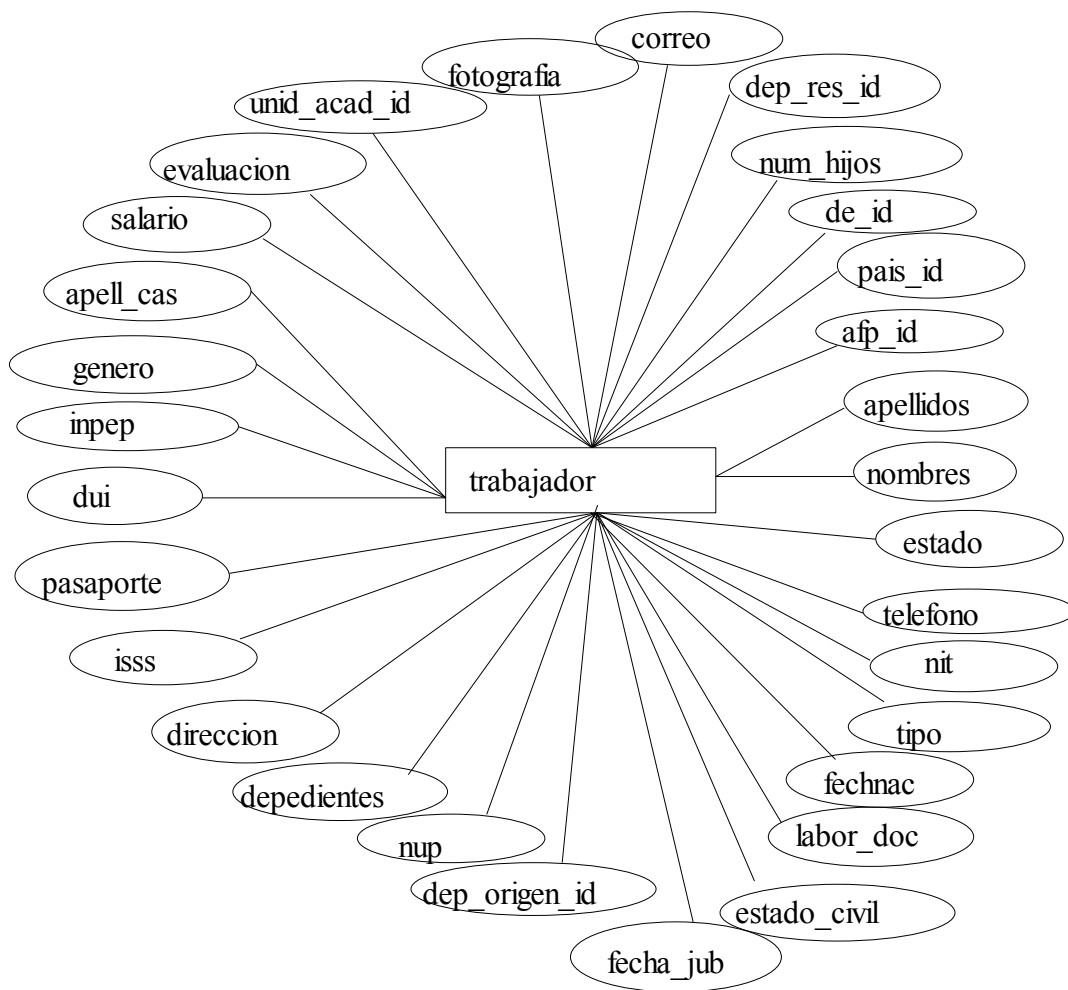 correo
fotografia
dep_res_id
unid_acad_id
num_hijos
evaluacion
de_id
salario
pais_id
apell_cas
afp_id
genero
apellidos
inpep
nombres
trabajador
dui
estado
pasaporte
telefono
isss
nit
direccion
tipo
depedientes
fechnac
nup
labor_doc
dep_origen_id
estado_civil
fecha_jub